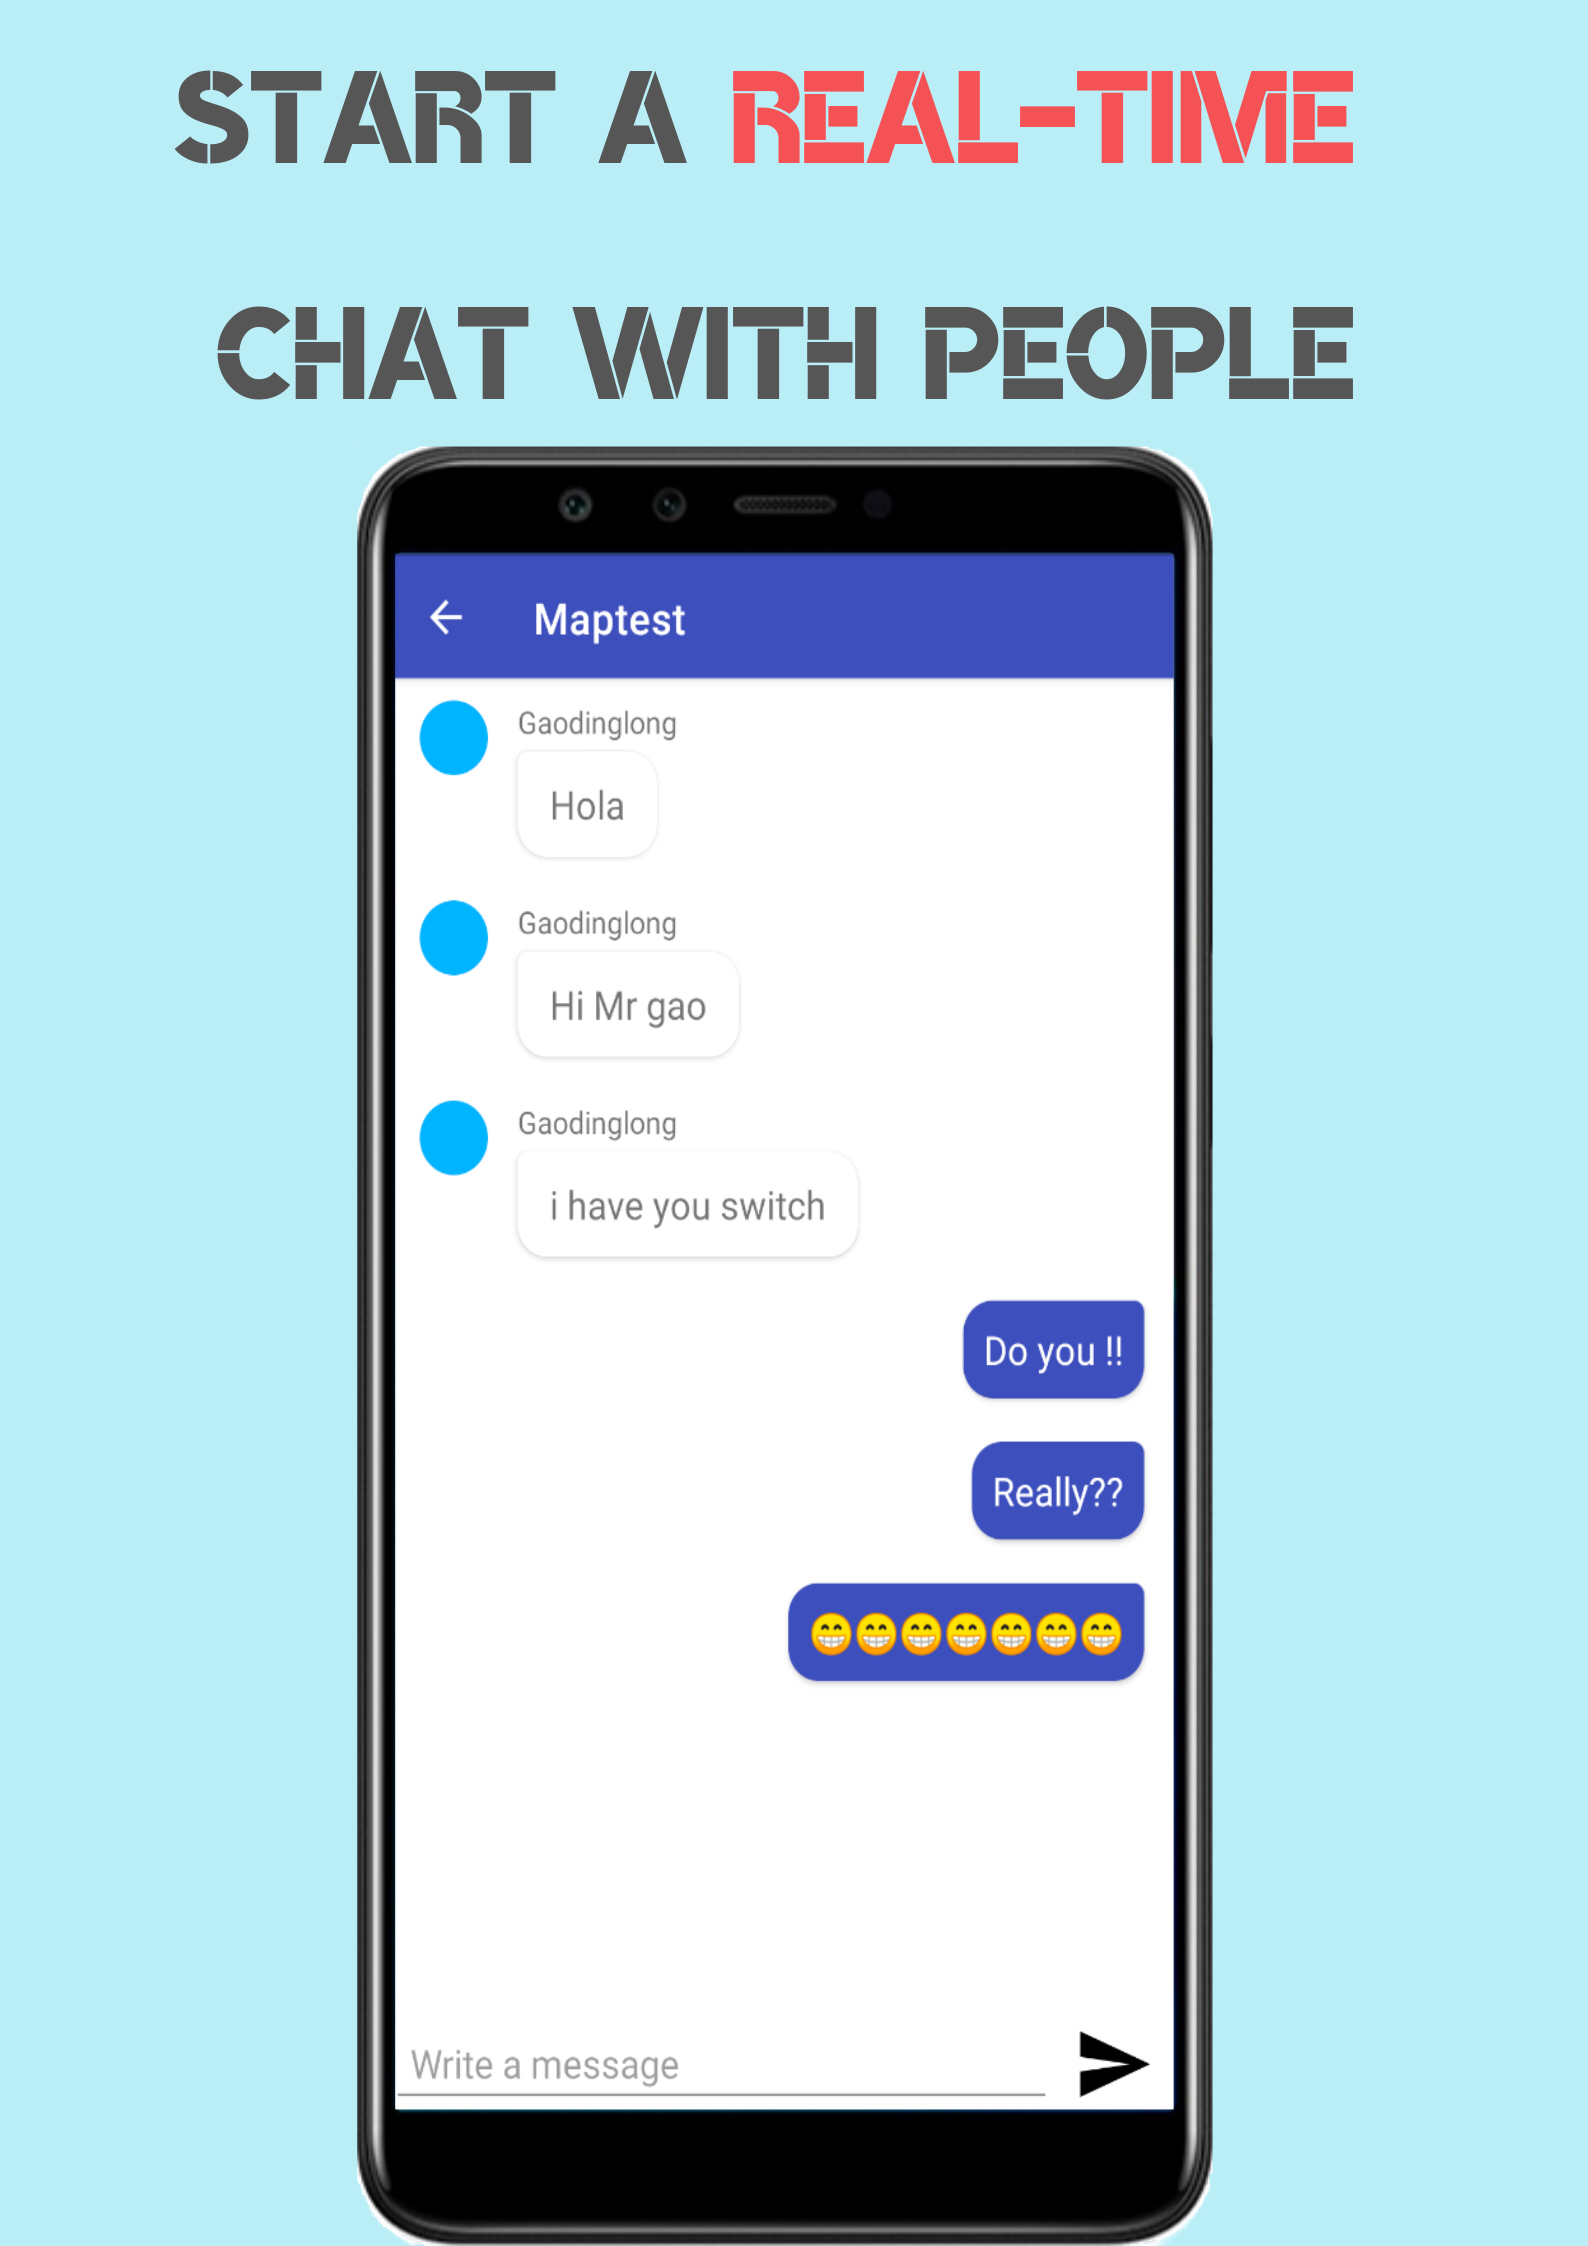 START A REAL-TIME
CHAT WITH PEOPLE
Maptest
Gaodinglong
Hola
Gaodinglong
Hi Mr gao
Gaodinglong
i have you switch
Do you !!
Really??
😁😁😁😁😁😁😁
Write a message